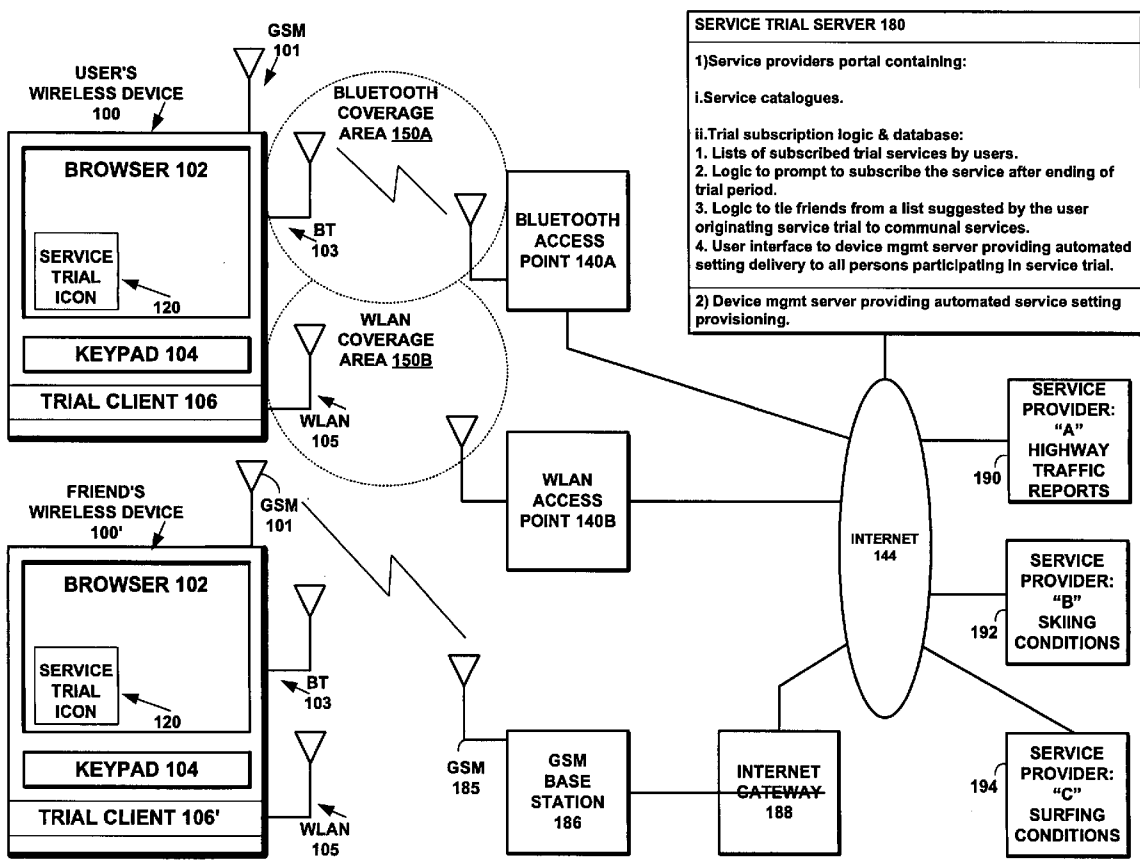 GSM
101
USER'S
WIRELESS DEVICE
100
BROWSER 102
SERVICE
TRIAL
ICON
120
KEYPAD 104
TRIAL CLIENT 106
BT
103
WLAN
105
BLUETOOTH
COVERAGE
AREA 150A
WLAN
COVERAGE
AREA 150B
BLUETOOTH
ACCESS
POINT 140A
WLAN
ACCESS
POINT 140B
SERVICE TRIAL SERVER 180
1)Service providers portal containing:
i.Service catalogues.
ii.Trial subscription logic & database:
1. Lists of subscribed trial services by users.
2. Logic to prompt to subscribe the service after ending of
trial period.
3. Logic to tie friends from a list suggested by the user
originating service trial to communal services.
4. User interface to device mgmt server providing automated
setting delivery to all persons participating in service trial.
2) Device mgmt server providing automated service setting
provisioning.
INTERNET
144
SERVICE
PROVIDER:
"A"
HIGHWAY
TRAFFIC
REPORTS
190
SERVICE
PROVIDER:
"B"
SKIING
CONDITIONS
192
SERVICE
PROVIDER:
"C"
SURFING
CONDITIONS
194
FRIEND'S
WIRELESS DEVICE
100'
GSM
101
BROWSER 102
SERVICE
TRIAL
ICON
120
KEYPAD 104
TRIAL CLIENT 106'
BT
103
WLAN
105
GSM
185
GSM
BASE
STATION
186
INTERNET
GATEWAY
188